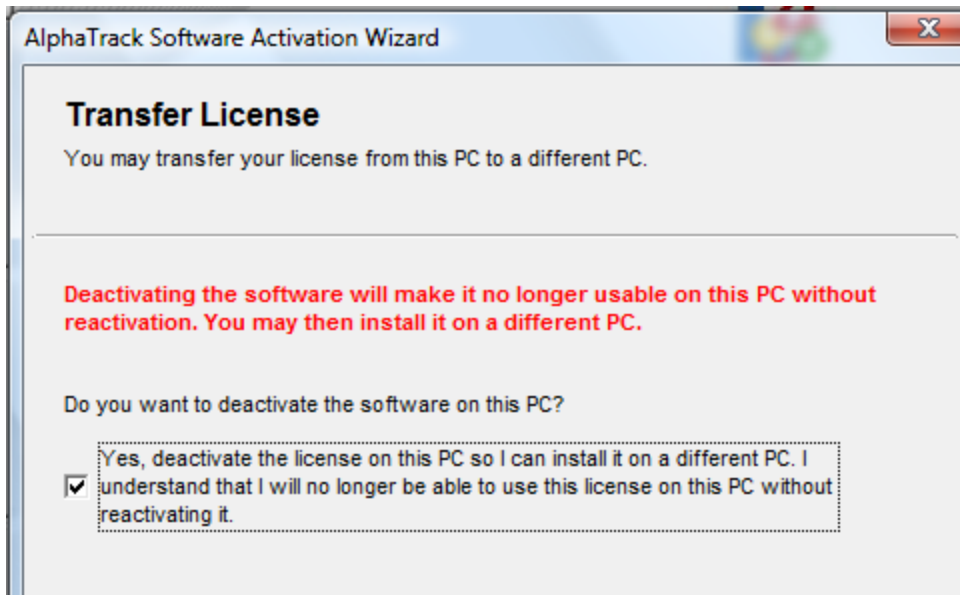 AlphaTrack Software Activation Wizard
Transfer License
You may transfer your license from this PC to a different PC.
Deactivating the software will make it no longer usable on this PC without
reactivation. You may then install it on a different PC.
Do you want to deactivate the software on this PC?
Yes, deactivate the license on this PC so I can install it on a different PC. I
understand that I will no longer be able to use this license on this PC without
reactivating it.